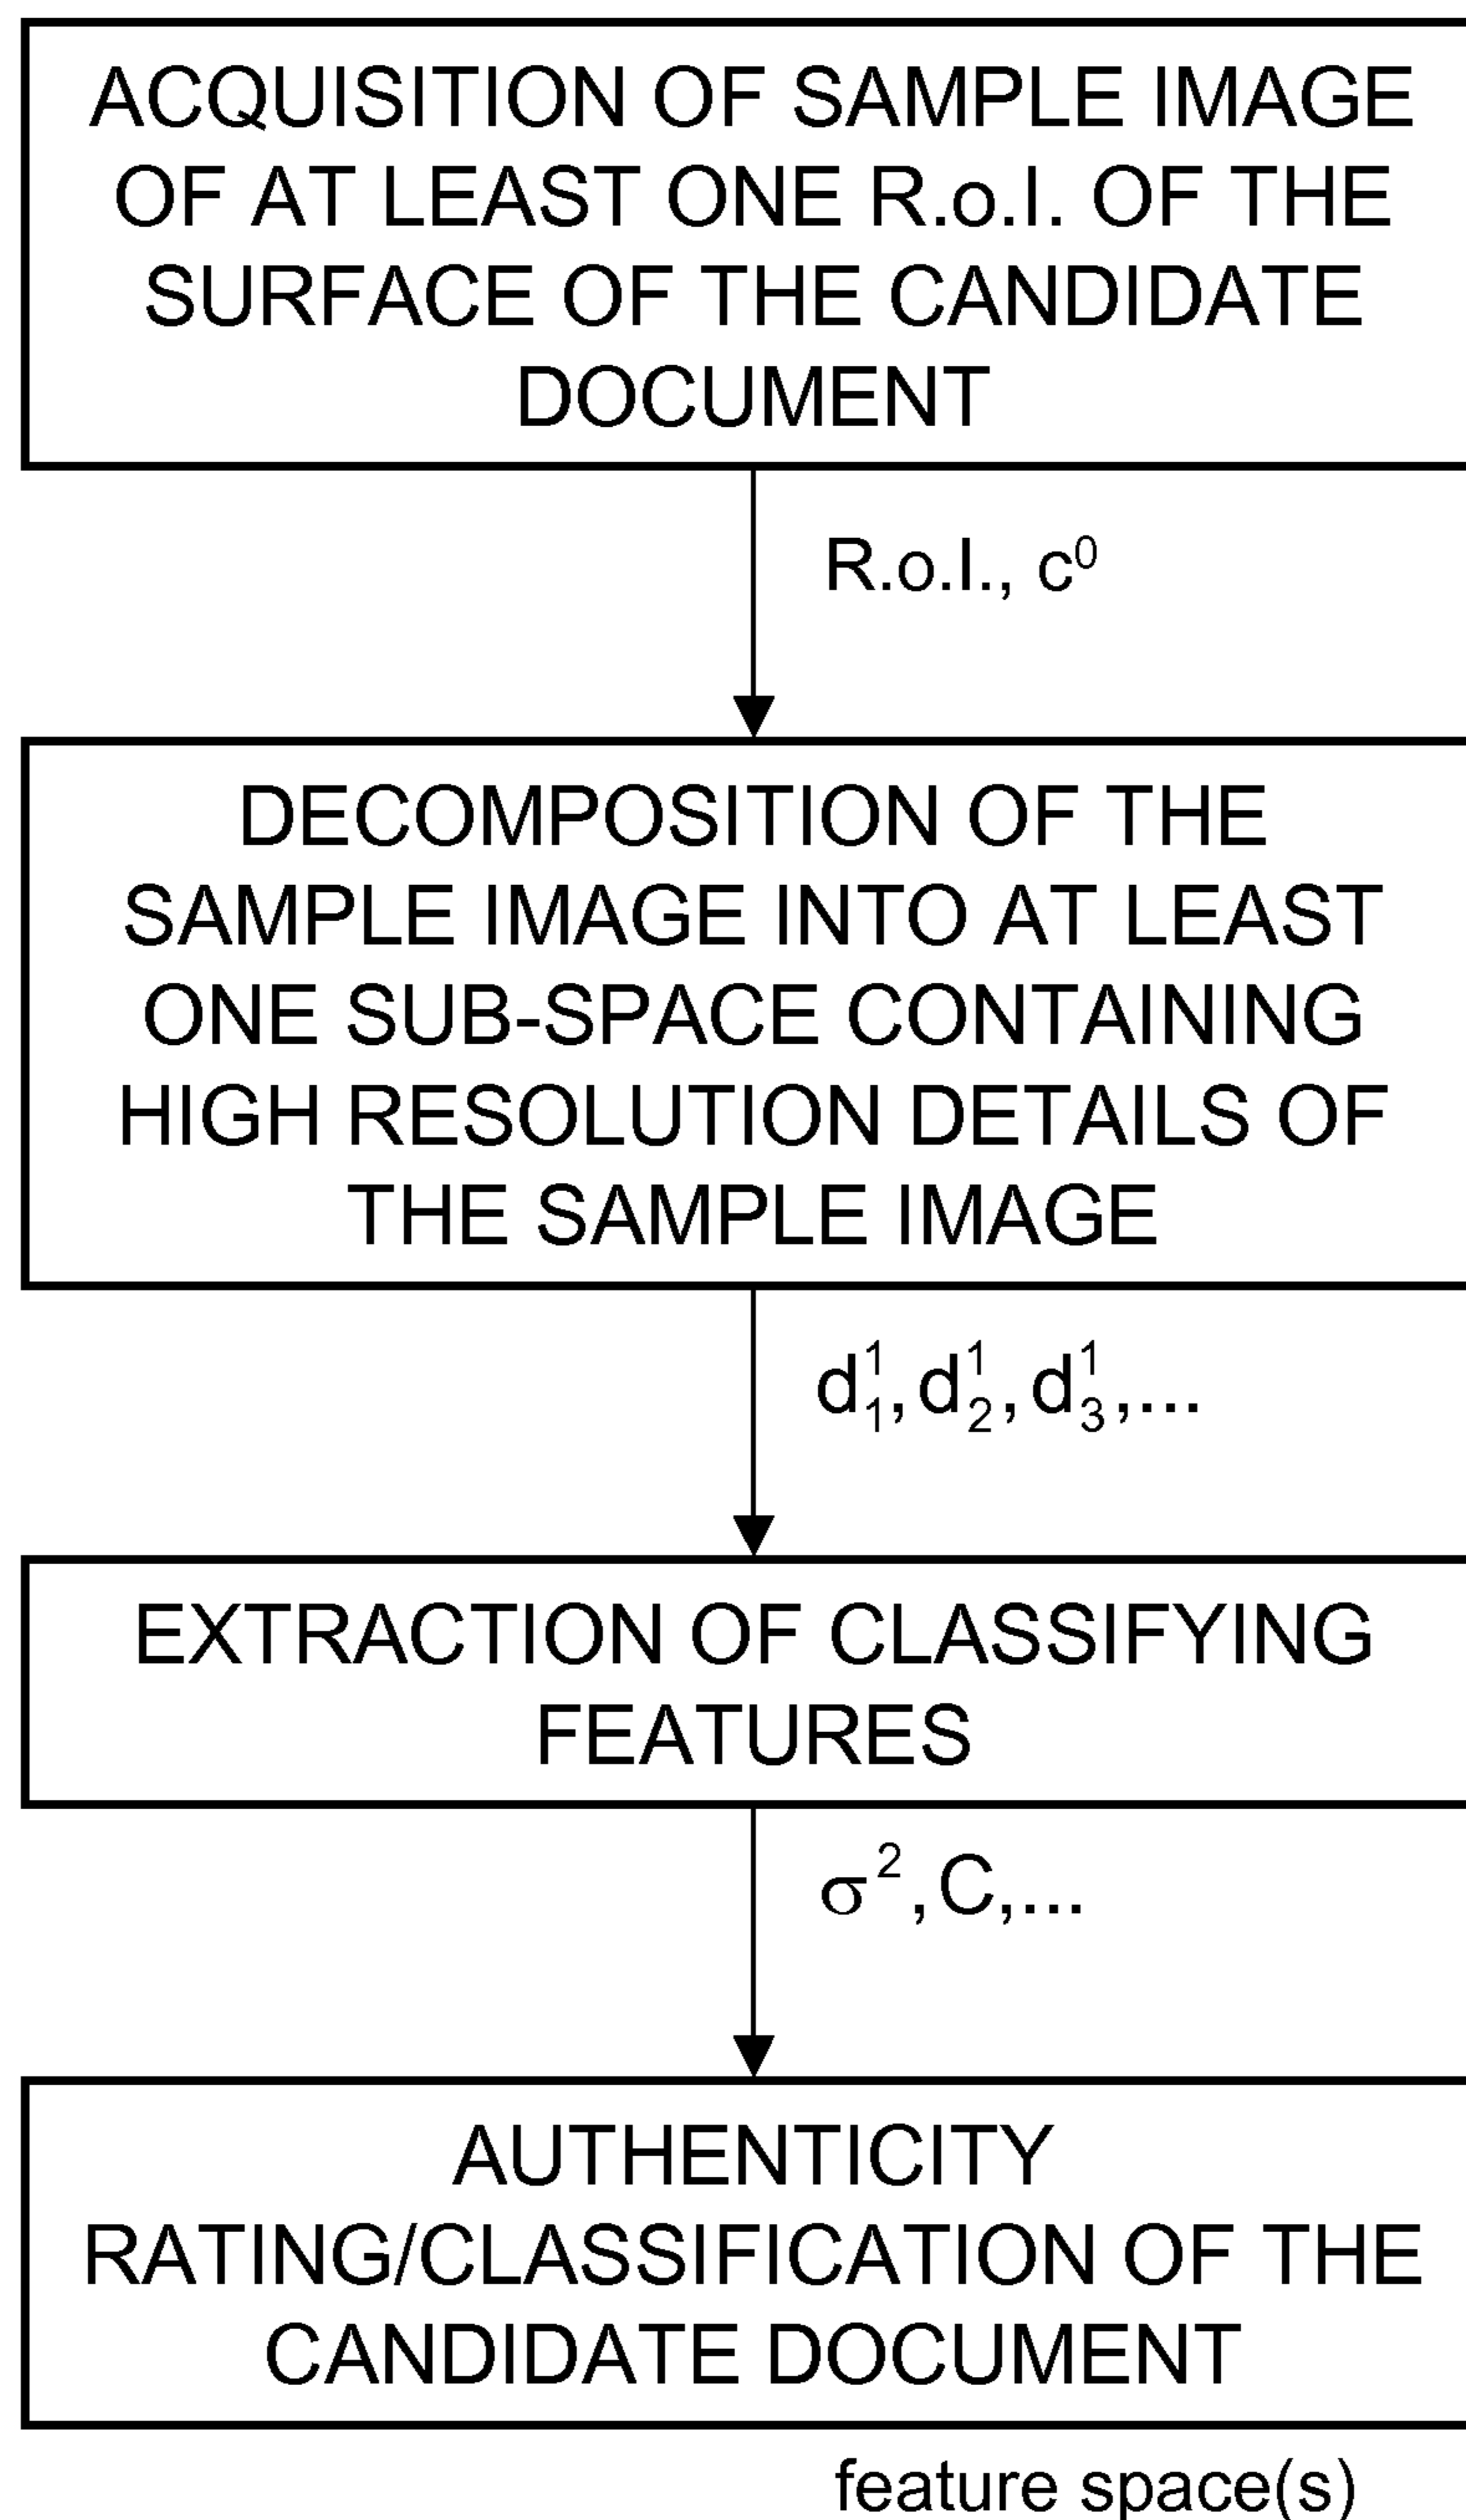 ACQUISITION OF SAMPLE IMAGE
OF AT LEAST ONE R.o.I. OF THE
SURFACE OF THE CANDIDATE
DOCUMENT
R.o.I., c⁰
DECOMPOSITION OF THE
SAMPLE IMAGE INTO AT LEAST
ONE SUB-SPACE CONTAINING
HIGH RESOLUTION DETAILS OF
THE SAMPLE IMAGE
d¹₁, d¹₂, d¹₃,...
EXTRACTION OF CLASSIFYING
FEATURES
σ², C,...
AUTHENTICITY
RATING/CLASSIFICATION OF THE
CANDIDATE DOCUMENT
feature space(s)